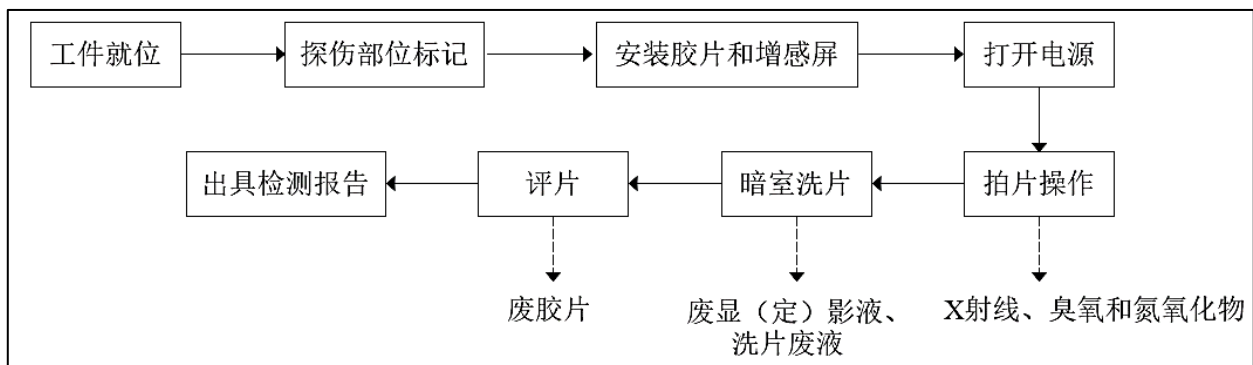 工件就位
探伤部位标记
安装胶片和增感屏
打开电源
出具检测报告
评片
暗室洗片
拍片操作
废胶片
废显（定）影液、
洗片废液
X射线、臭氧和氮氧化物